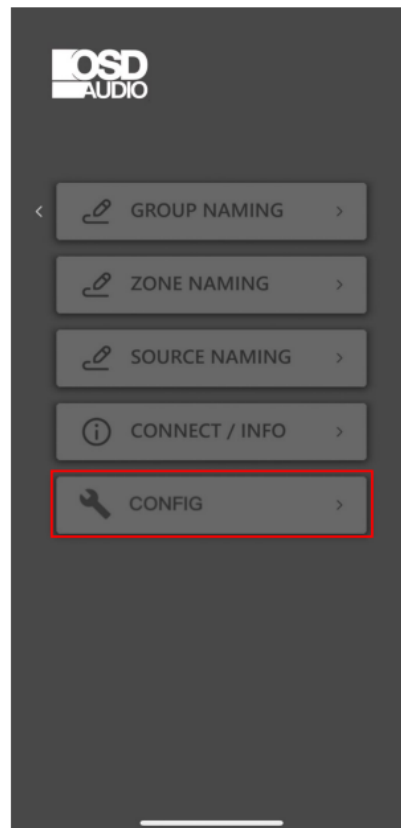 OSD
AUDIO
GROUP NAMING
ZONE NAMING
SOURCE NAMING
CONNECT / INFO
CONFIG